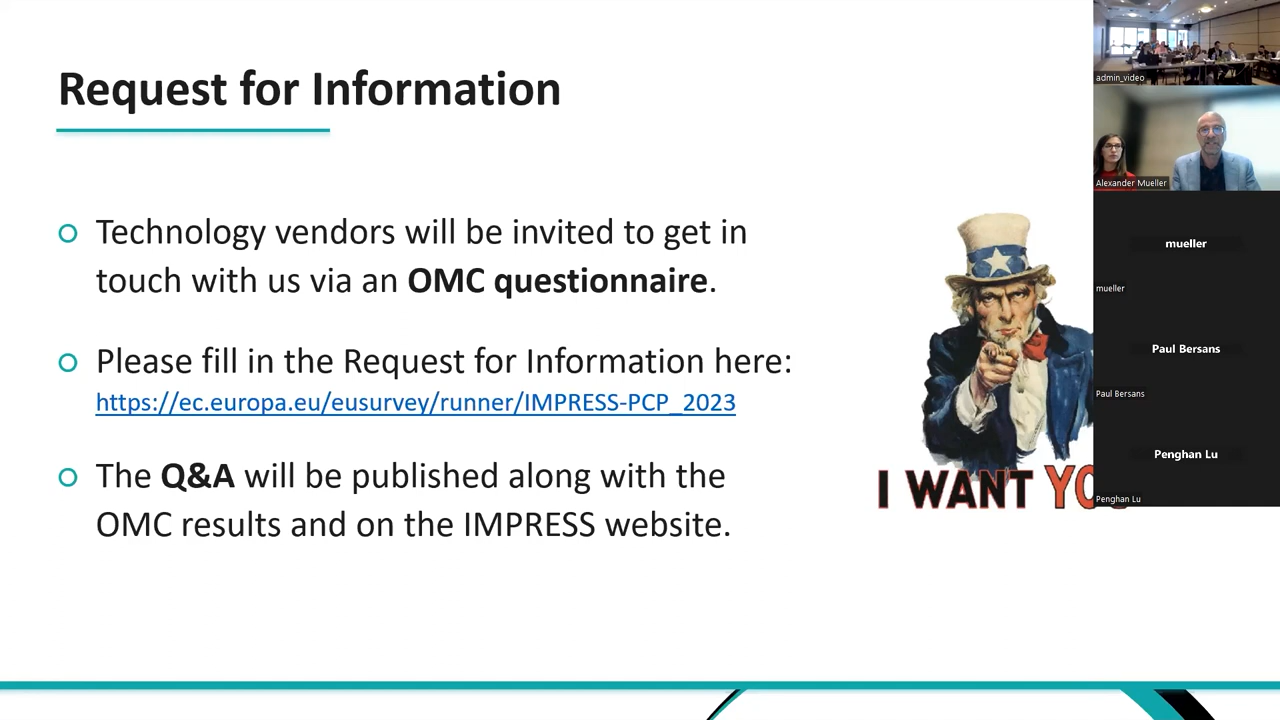 Request for Information
Technology vendors will be invited to get in
touch with us via an OMC questionnaire.
Please fill in the Request for Information here:
https://ec.europa.eu/eusurvey/runner/IMPRESS-PCP_2023
The Q&A will be published along with the
OMC results and on the IMPRESS website.
I WANT YO
admin_video
Alexander Mueller
mueller
mueller
Paul Bersans
Paul Bersans
Penghan Lu
Penghan Lu